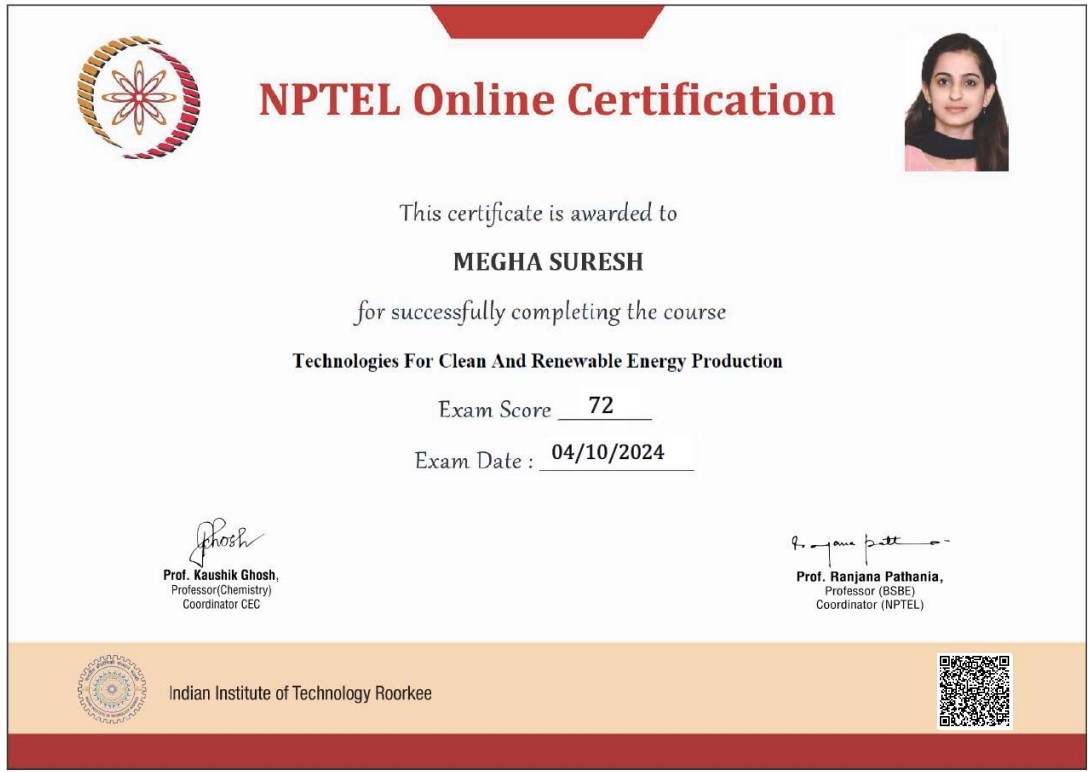 NPTEL Online Certification
This certificate is awarded to
MEGHA SURESH
for successfully completing the course
Technologies For Clean And Renewable Energy Production
Exam Score 72
Exam Date : 04/10/2024
Ghosh
Prof. Kaushik Ghosh,
Professor(Chemistry)
Coordinator CEC
Prof. Ranjana Pathania,
Professor (BSBE)
Coordinator (NPTEL)
Indian Institute of Technology Roorkee